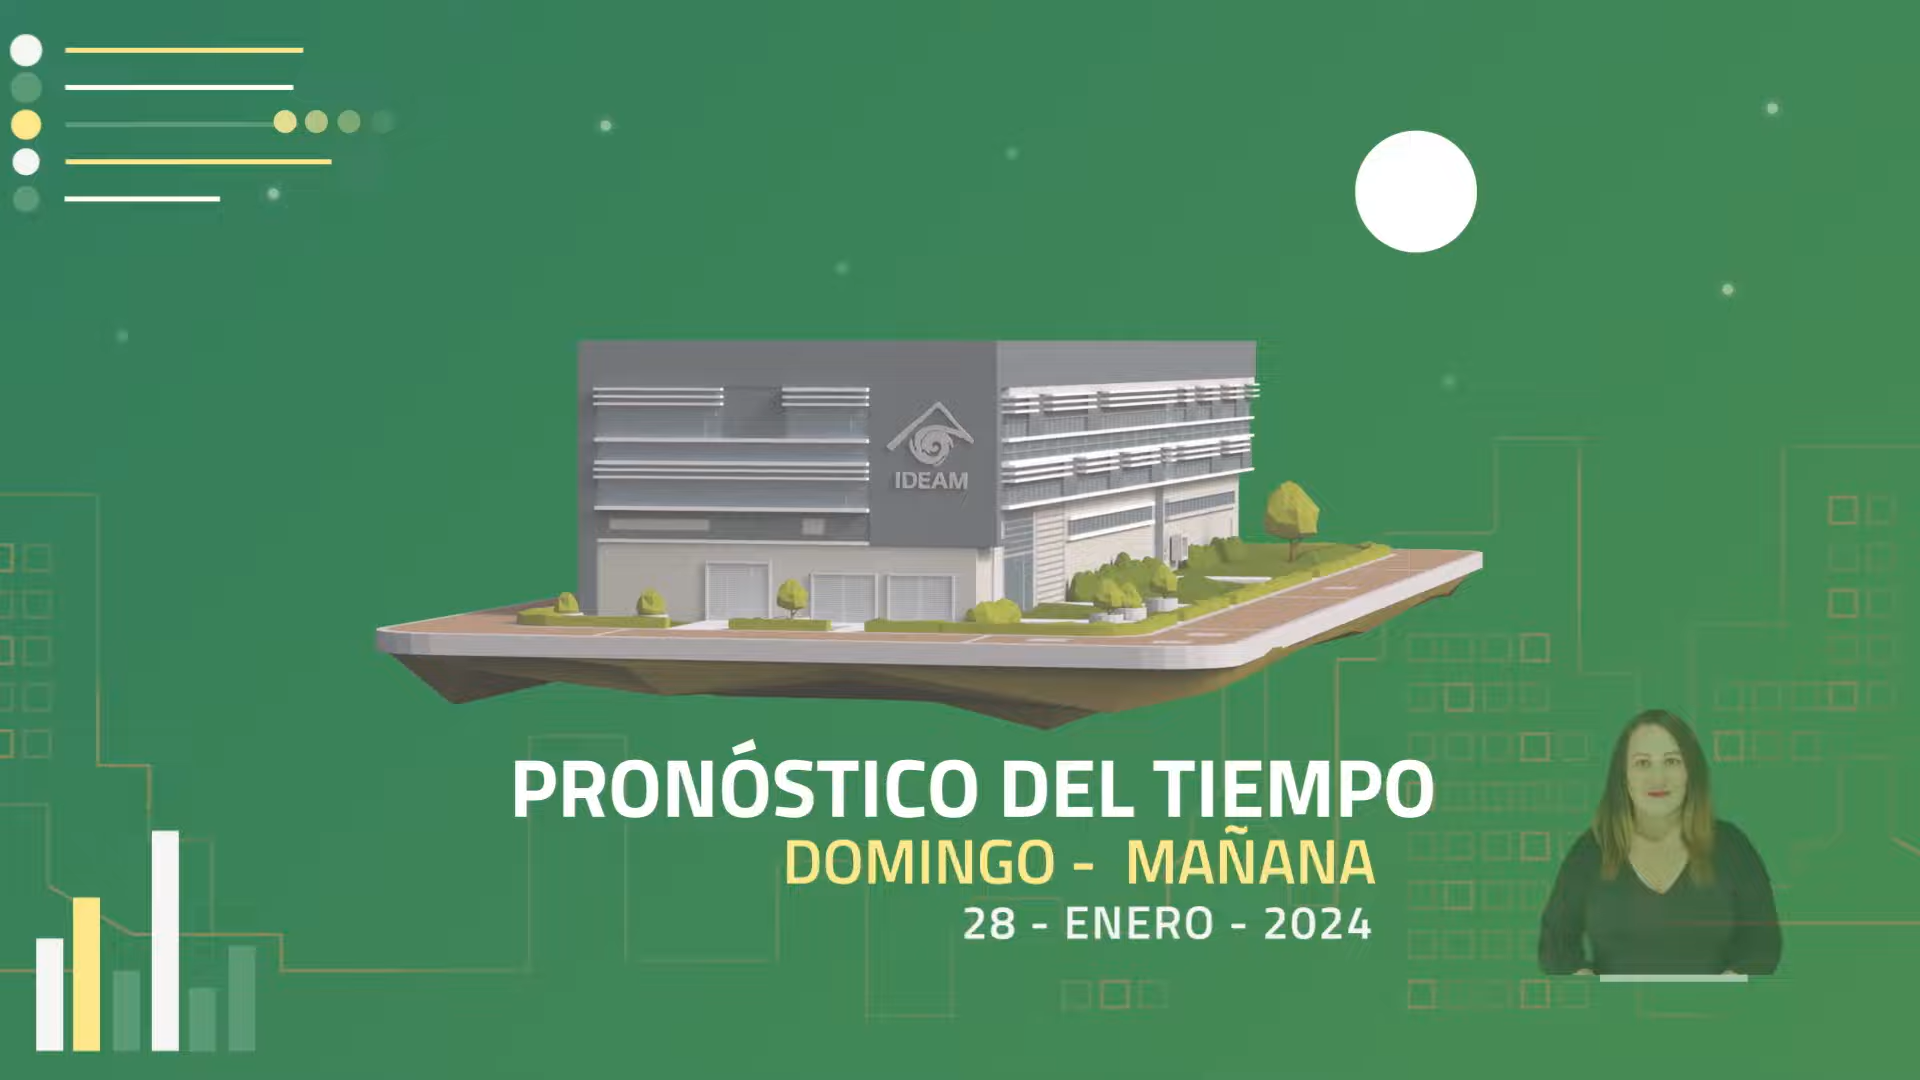 IDEAM
PRONÓSTICO DEL TIEMPO
DOMINGO - MAÑANA
28 - ENERO - 2024